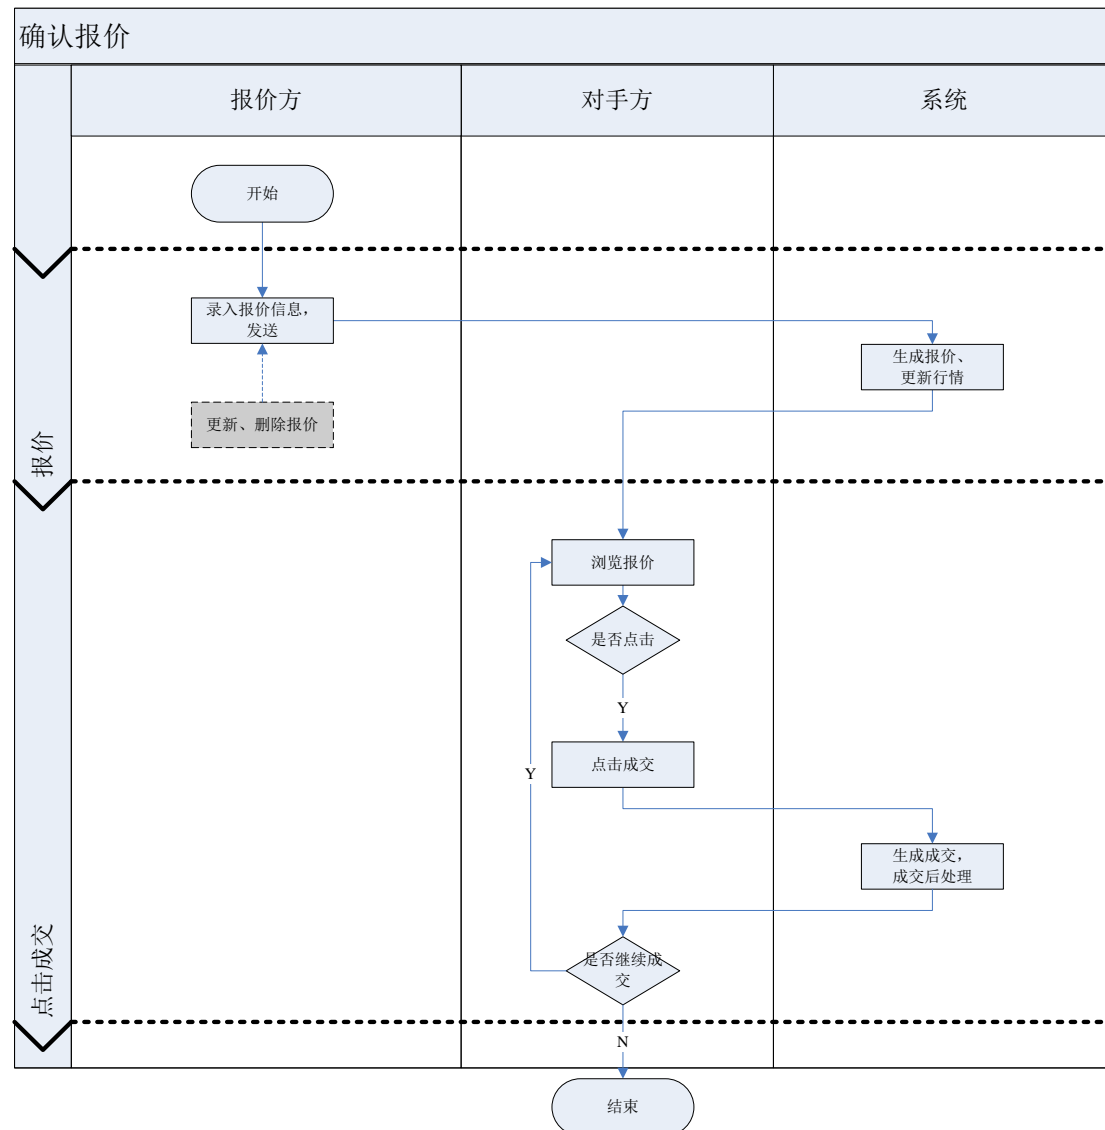 确认报价
报价方
对手方
系统
开始
录入报价信息，
发送
生成报价、
更新行情
更新、删除报价
报价
浏览报价
是否点击
Y
点击成交
Y
生成成交，
成交后处理
是否继续成
交
点击成交
N
结束